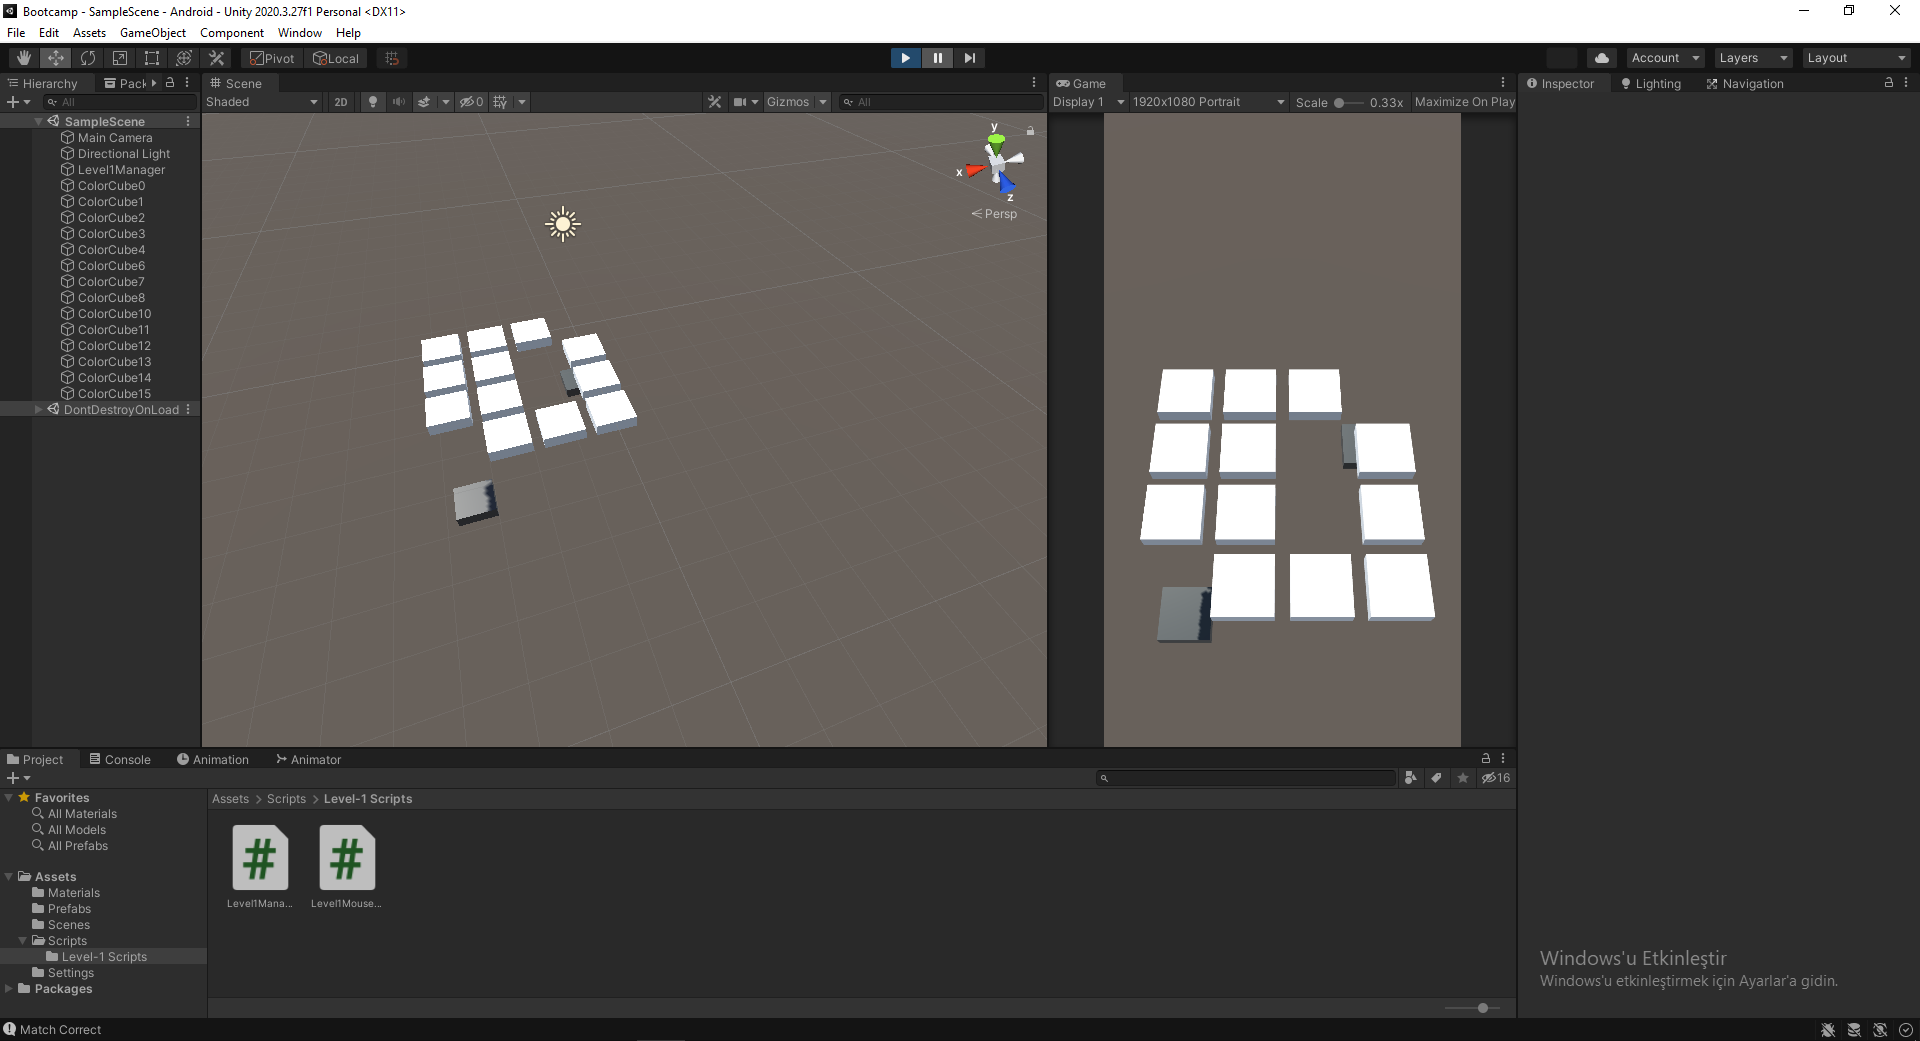 Bootcamp - SampleScene - Android - Unity 2020.3.27f1 Personal <DX11>
File Edit Assets GameObject Component Window Help
Pivot Local Account Layers Layout
Hierarchy Pack Scene Game Inspector Lighting Navigation
All Shaded 2D 0 Gizmos All Display 1 1920x1080 Portrait Scale 0.33x Maximize On Play
SampleScene
Main Camera
Directional Light
Level1Manager
ColorCube0
ColorCube1
ColorCube2
ColorCube3
ColorCube4
ColorCube6
ColorCube7
ColorCube8
ColorCube10
ColorCube11
ColorCube12
ColorCube13
ColorCube14
ColorCube15
DontDestroyOnLoad
y
x
z
Persp
Project Console Animation Animator
16
Favorites
All Materials
All Models
All Prefabs
Assets
Materials
Prefabs
Scenes
Scripts
Level-1 Scripts
Settings
Packages
Assets > Scripts > Level-1 Scripts
# #
Level1Mana... Level1Mouse...
Windows'u Etkinleştir
Windows'u etkinleştirmek için Ayarlar'a gidin.
Match Correct